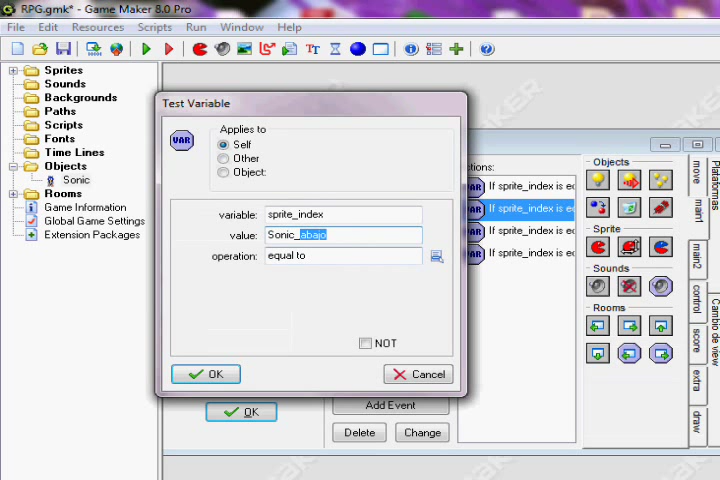 RPG.gmk* - Game Maker 8.0 Pro
File Edit Resources Scripts Run Window Help
Sprites
Sounds
Backgrounds
Paths
Scripts
Fonts
Time Lines
Objects
Sonic
Rooms
Game Information
Global Game Settings
Extension Packages
Test Variable
VAR
Applies to
Self
Other
Object:
variable: sprite_index
value: Sonic_abajo
operation: equal to
NOT
OK Cancel
OK
Add Event
Delete Change
If sprite_index is
If sprite_index is
If sprite_index is
If sprite_index is
Objects
Sprite
Sounds
Rooms
move
main1
main2
control
score
extra
draw
Plataformas
Cambio de view